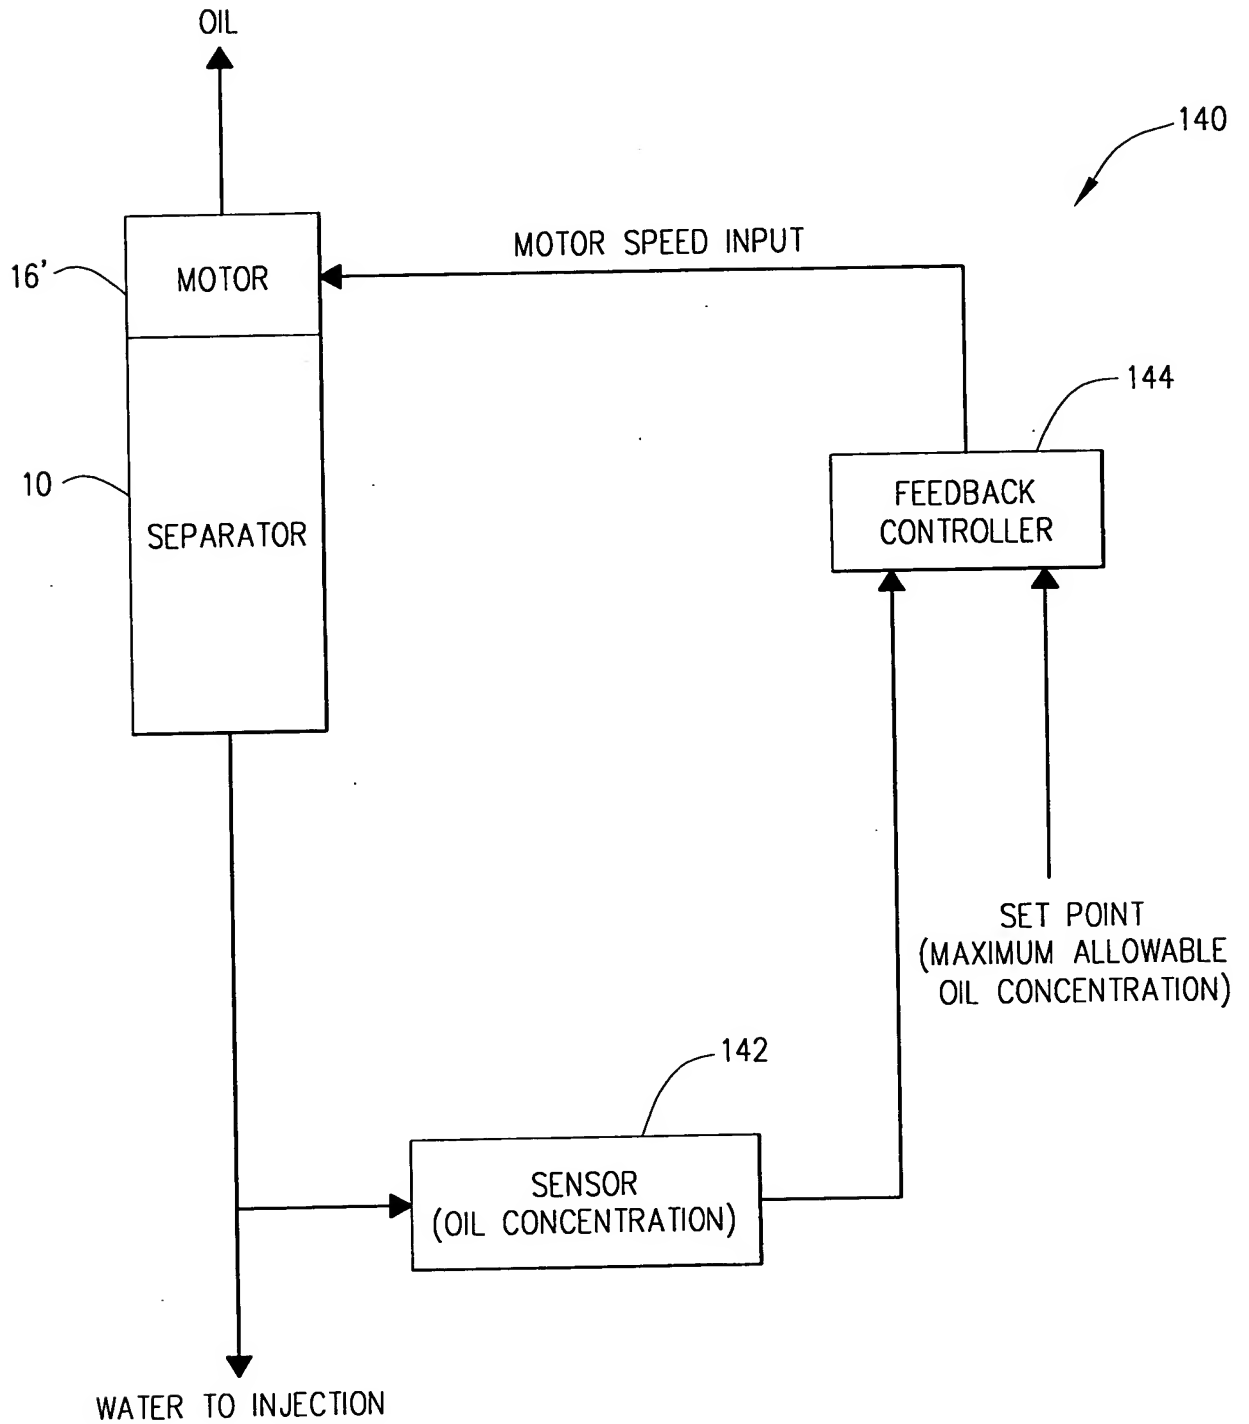 OIL
140
MOTOR SPEED INPUT
16'
MOTOR
144
10
FEEDBACK
CONTROLLER
SEPARATOR
SET POINT
(MAXIMUM ALLOWABLE
OIL CONCENTRATION)
142
SENSOR
(OIL CONCENTRATION)
WATER TO INJECTION